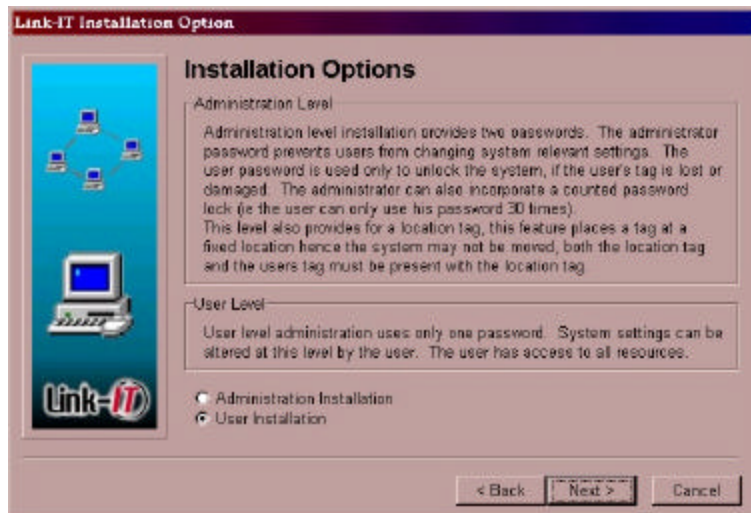 Link-IT Installation Option
Installation Options
Administration Level
Administration level installation provides two passwords. The administrator
password prevents users from changing system relevant settings. The
user password is used only to unlock the system, if the user's tag is lost or
damaged. The administrator can also incorporate a counted password
lock (ie the user can only use his password 30 times).
This level also provides for a location tag, this feature places a tag at a
fixed location hence the system may not be moved, both the location tag
and the users tag must be present with the location tag.
User Level
User level administration uses only one password. System settings can be
altered at this level by the user. The user has access to all resources.
Link-IT
Administration Installation
User Installation
< Back
Next >
Cancel